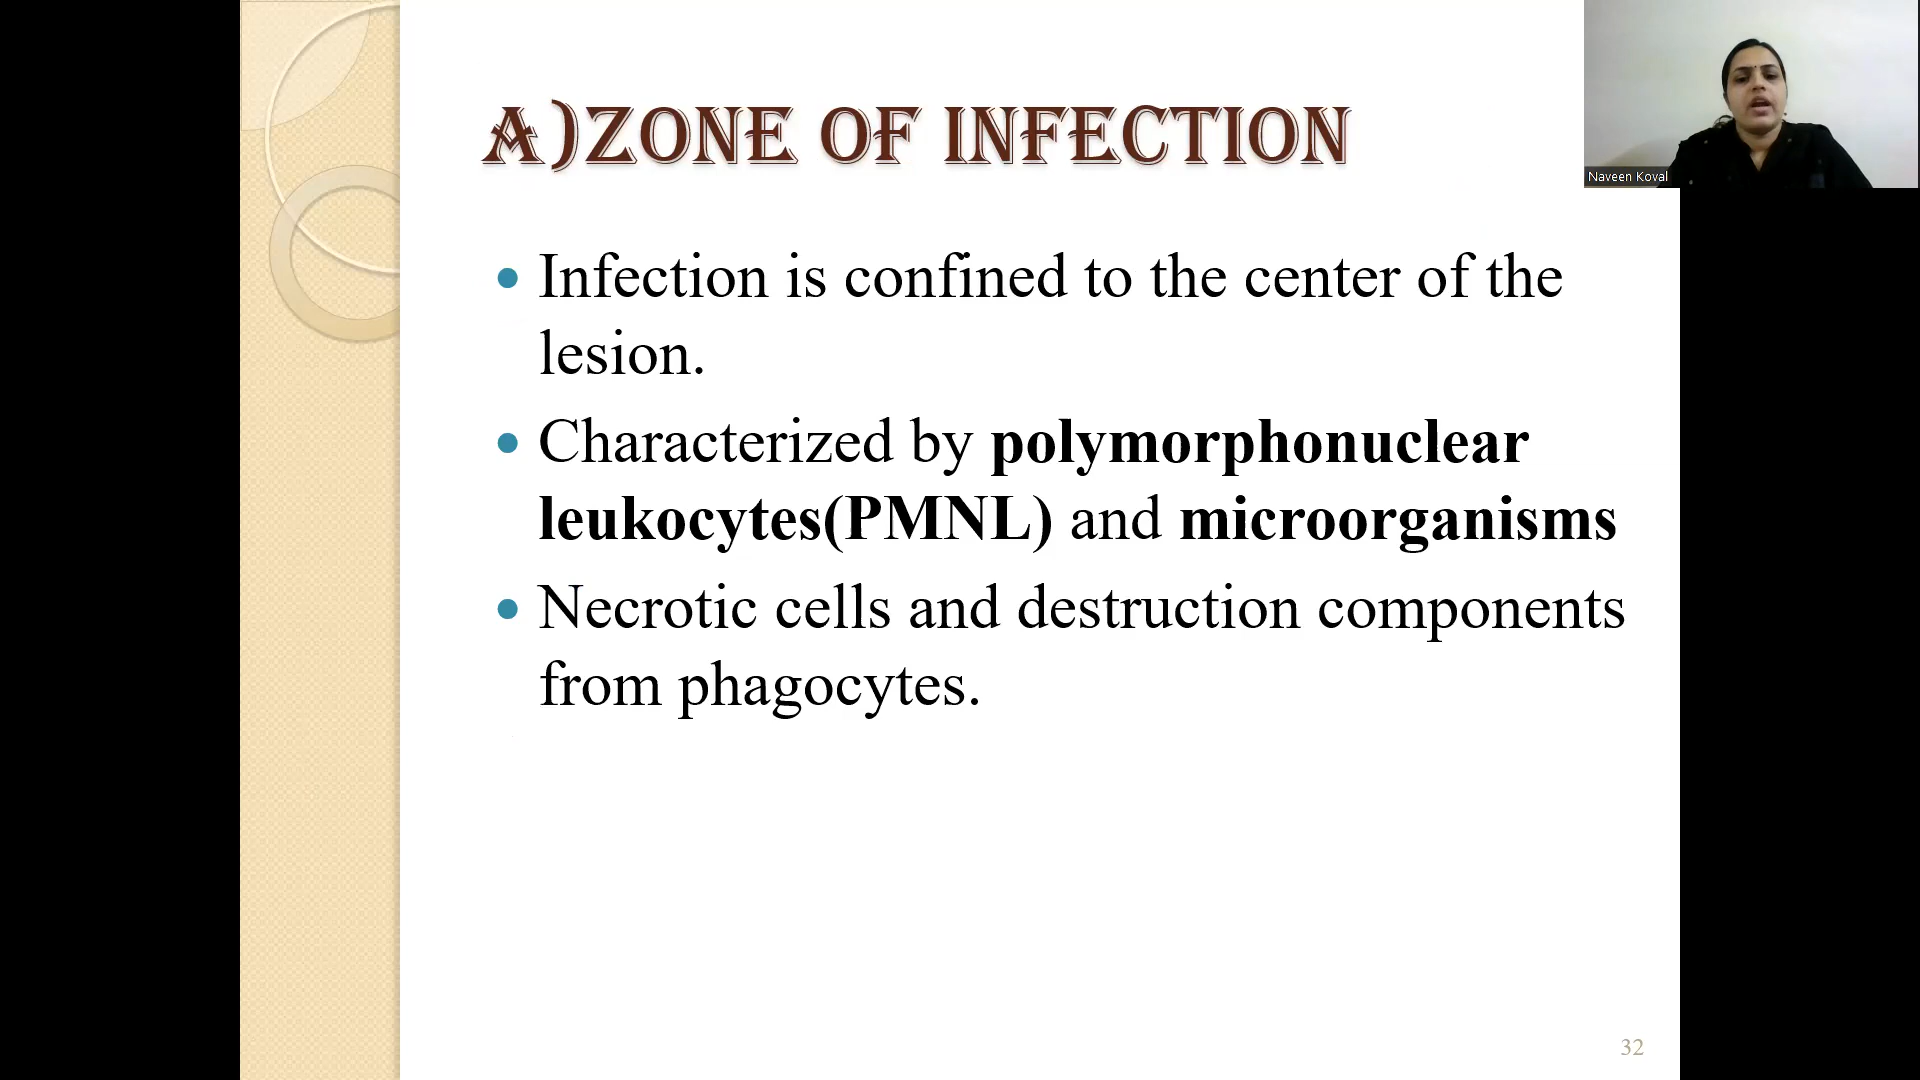 A)ZONE OF INFECTION
Naveen Koval
• Infection is confined to the center of the
lesion.
• Characterized by polymorphonuclear
leukocytes(PMNL) and microorganisms
• Necrotic cells and destruction components
from phagocytes.
32